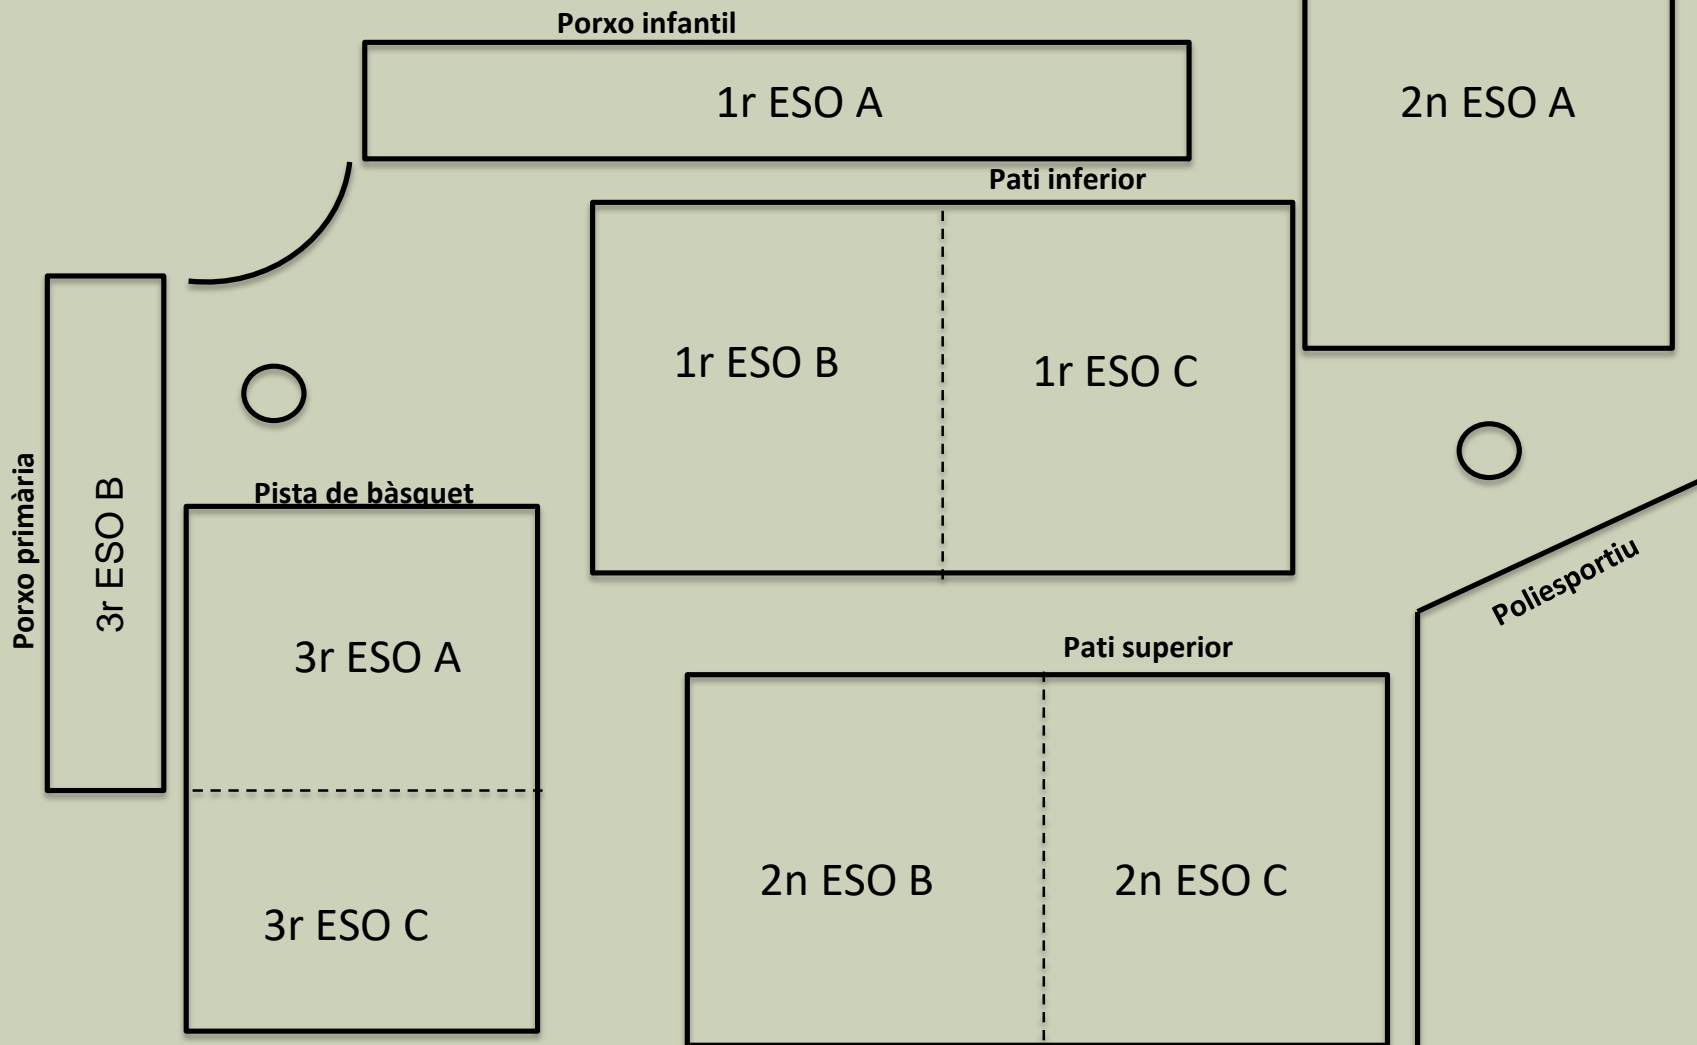 Porxo infantil
1r ESO A
2n ESO A
Pati inferior
1r ESO B
1r ESO C
Porxo primària
3r ESO B
Pista de bàsquet
3r ESO A
3r ESO C
Poliesportiu
Pati superior
2n ESO B
2n ESO C